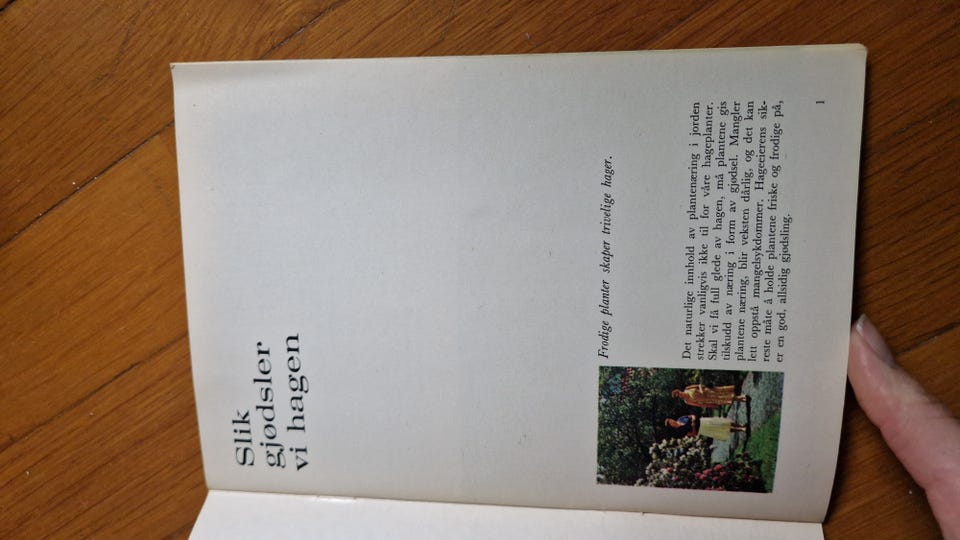 Slik
gjødsler
vi hagen
Frodige planter skaper trivelige hager.
Det naturlige innhold av plantenæring i jorden
strekker vanligvis ikke til for våre hageplanter.
Skal vi få full glede av hagen, må plantene gis
tilskudd av næring i form av gjødsel. Mangler
plantene næring, blir veksten dårlig, og det kan
lett oppstå mangelsykdommer. Hageeierens sik-
reste måte å holde plantene friske og frodige på,
er en god, allsidig gjødsling.
1